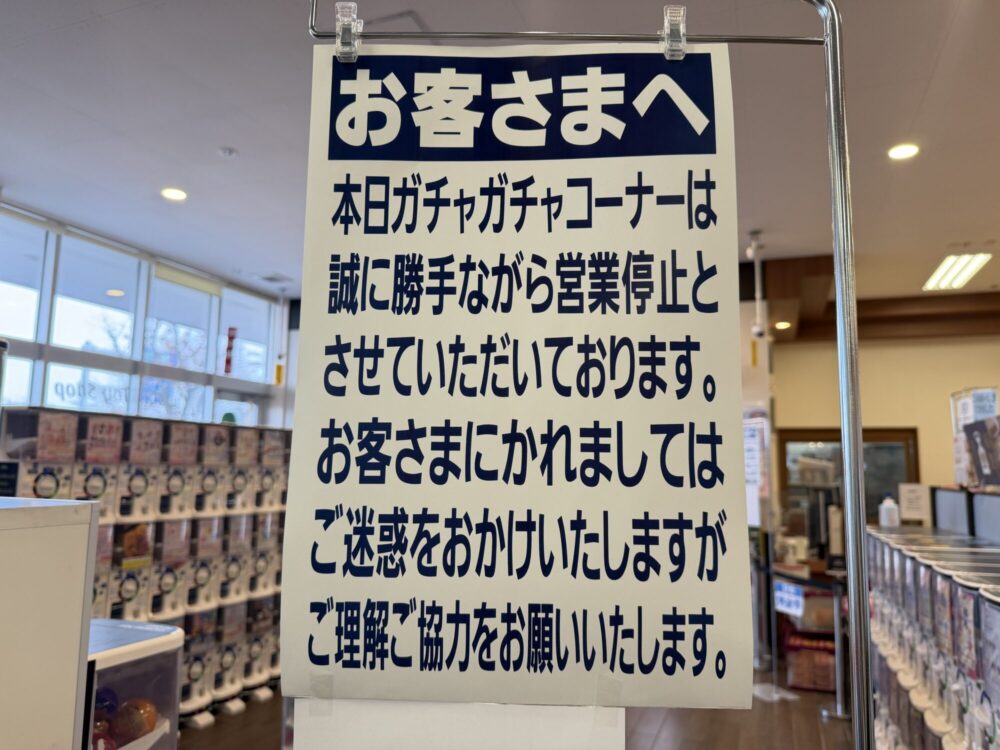 お客さまへ
本日ガチャガチャコーナーは
誠に勝手ながら営業停止と
させていただいております。
お客さまにかれましては
ご迷惑をおかけいたしますが
ご理解ご協力をお願いいたします。
Toy Shop